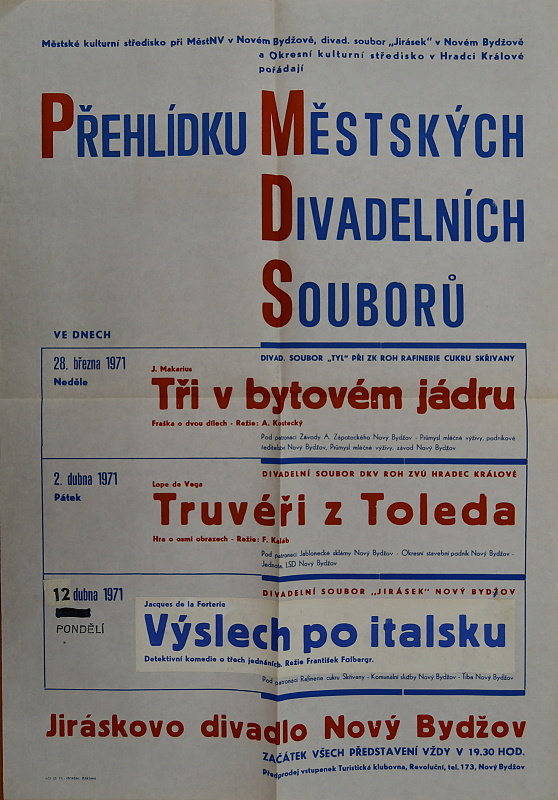 Městské kulturní středisko při MěstNV v Novém Bydžově, divad. soubor „Jirásek" v Novém Bydžově
a Okresní kulturní středisko v Hradci Králové
pořádají
PŘEHLÍDKU MĚSTSKÝCH
DIVADELNÍCH
SOUBORŮ
VE DNECH
28. března 1971
Neděle
DIVAD. SOUBOR „TYL" PŘI ZK ROH RAFINERIE CUKRU SKŘIVANY
J. Makarius
Tři v bytovém jádru
Fraška o dvou dílech - Režie: A. Kostecký
Pod patronací Závody A. Zápotockého Nový Bydžov - Průmysl mléčné výživy, podnikové
ředitelství Nový Bydžov, Průmysl mléčné výživy, závod Nový Bydžov
2. dubna 1971
Pátek
DIVADELNÍ SOUBOR DKV ROH ZVÚ HRADEC KRÁLOVÉ
Lope de Vega
Truvéři z Toleda
Hra o osmi obrazech - Režie: F. Kaláb
Pod patronací Jablonecké sklárny Nový Bydžov - Okresní stavební podnik Nový Bydžov -
Jednota, LSD Nový Bydžov
12 dubna 1971
PONDĚLÍ
DIVADELNÍ SOUBOR „JIRÁSEK" NOVÝ BYDŽOV
Jacques de la Forterie
Výslech po italsku
Detektivní komedie o třech jednáních. Režie František Folbergr.
Pod patronací Rafinerie cukru Skřivany - Komunální služby Nový Bydžov - Tiba Nový Bydžov
Jiráskovo divadlo Nový Bydžov
ZAČÁTEK VŠECH PŘEDSTAVENÍ VŽDY V 19.30 HOD.
Předprodej vstupenek Turistická klubovna, Revoluční, tel. 173, Nový Bydžov